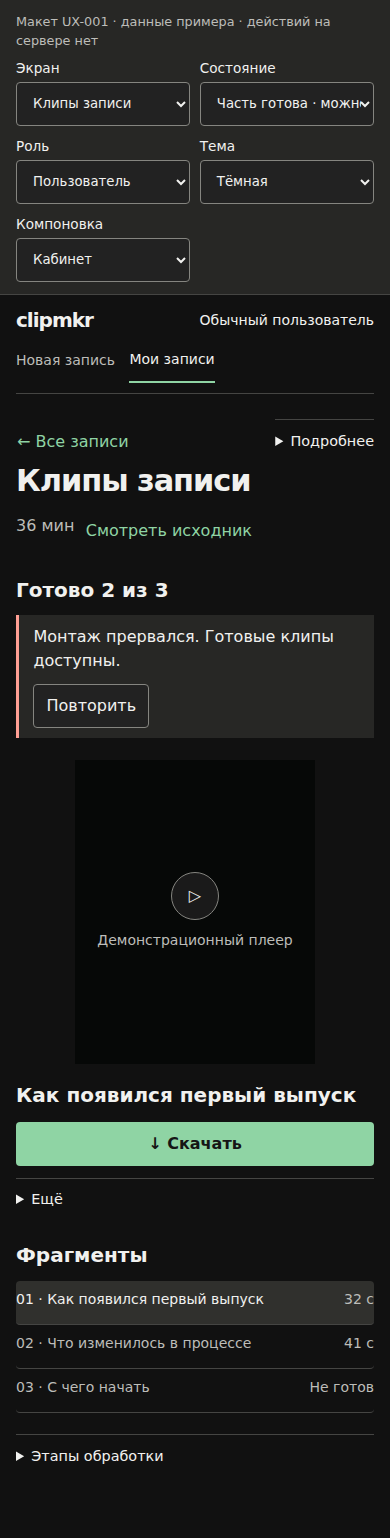 Макет UX-001 · данные примера · действий на
сервере нет
Экран
Состояние
Клипы записи
Часть готова · можн
Роль
Тема
Пользователь
Тёмная
Компоновка
Кабинет
clipmkr
Обычный пользователь
Новая запись
Мои записи
← Все записи
▶ Подробнее
Клипы записи
36 мин
Смотреть исходник
Готово 2 из 3
Монтаж прервался. Готовые клипы
доступны.
Повторить
Демонстрационный плеер
Как появился первый выпуск
↓ Скачать
▶ Ещё
Фрагменты
01 · Как появился первый выпуск 32 с
02 · Что изменилось в процессе 41 с
03 · С чего начать Не готов
▶ Этапы обработки